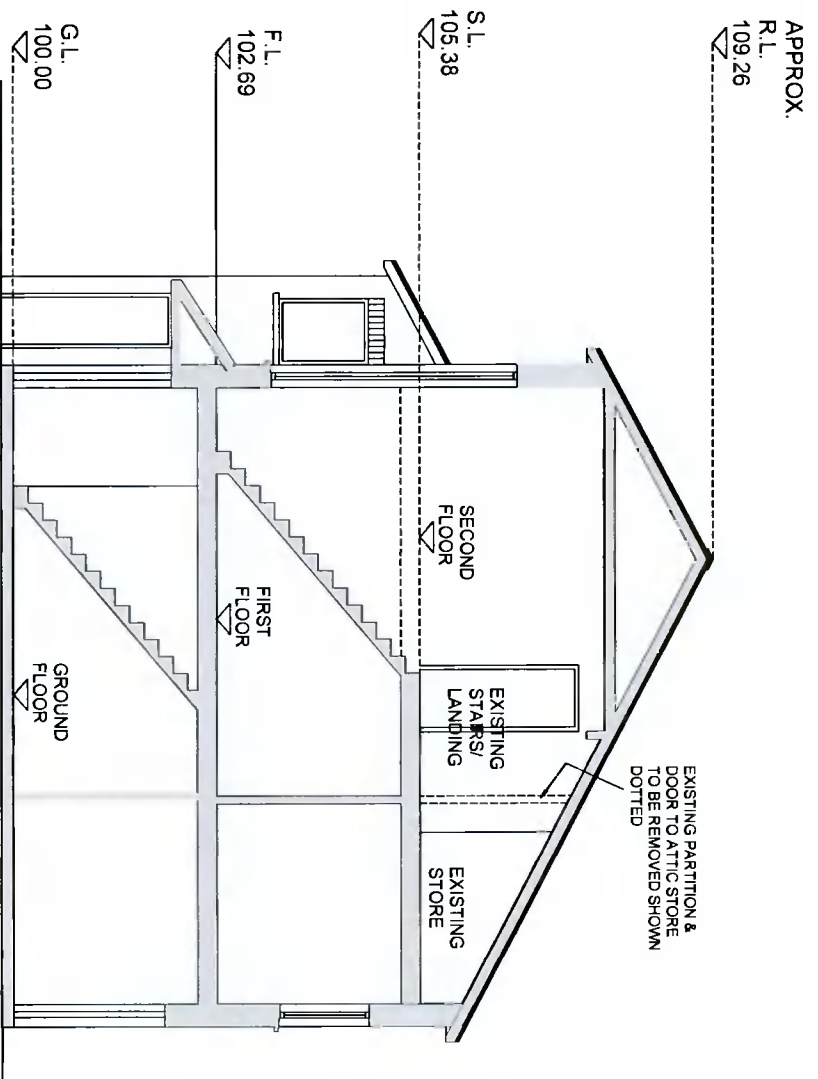 APPROX.
R.L.
109.26
S.L.
105.38
F.L.
102.69
G.L.
100.00
EXISTING PARTITION &
DOOR TO ATTIC STORE
TO BE REMOVED SHOWN
DOTTED
SECOND
FLOOR
EXISTING
STAIRS/
LANDING
EXISTING
STORE
FIRST
FLOOR
GROUND
FLOOR